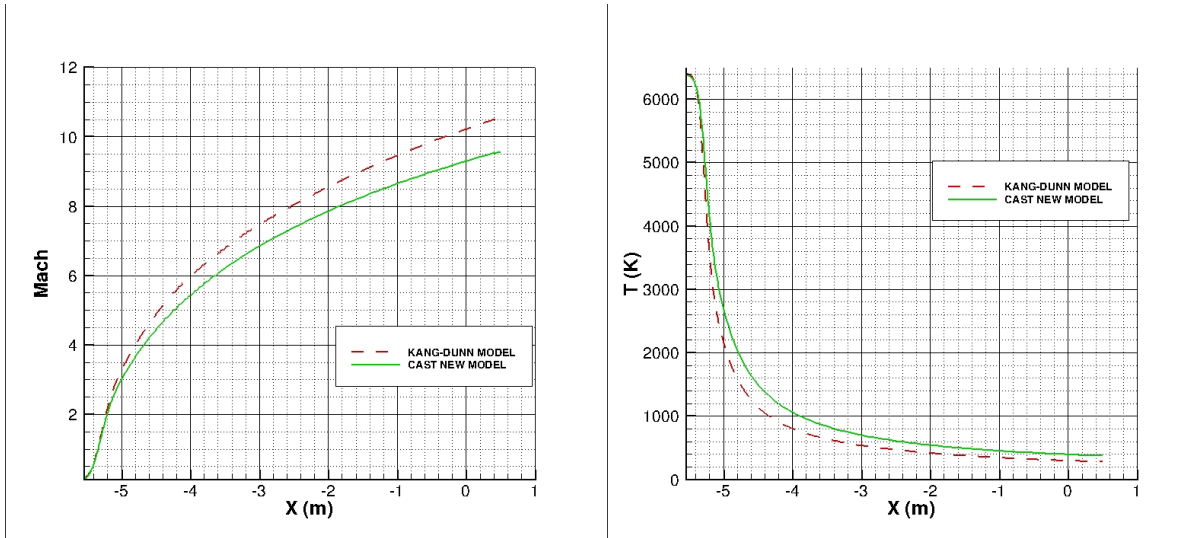 12
10
8
6
4
2
Mach
-5 -4 -3 -2 -1 0 1
X (m)
KANG-DUNN MODEL
CAST NEW MODEL
6000
5000
4000
3000
2000
1000
0
T (K)
-5 -4 -3 -2 -1 0 1
X (m)
KANG-DUNN MODEL
CAST NEW MODEL